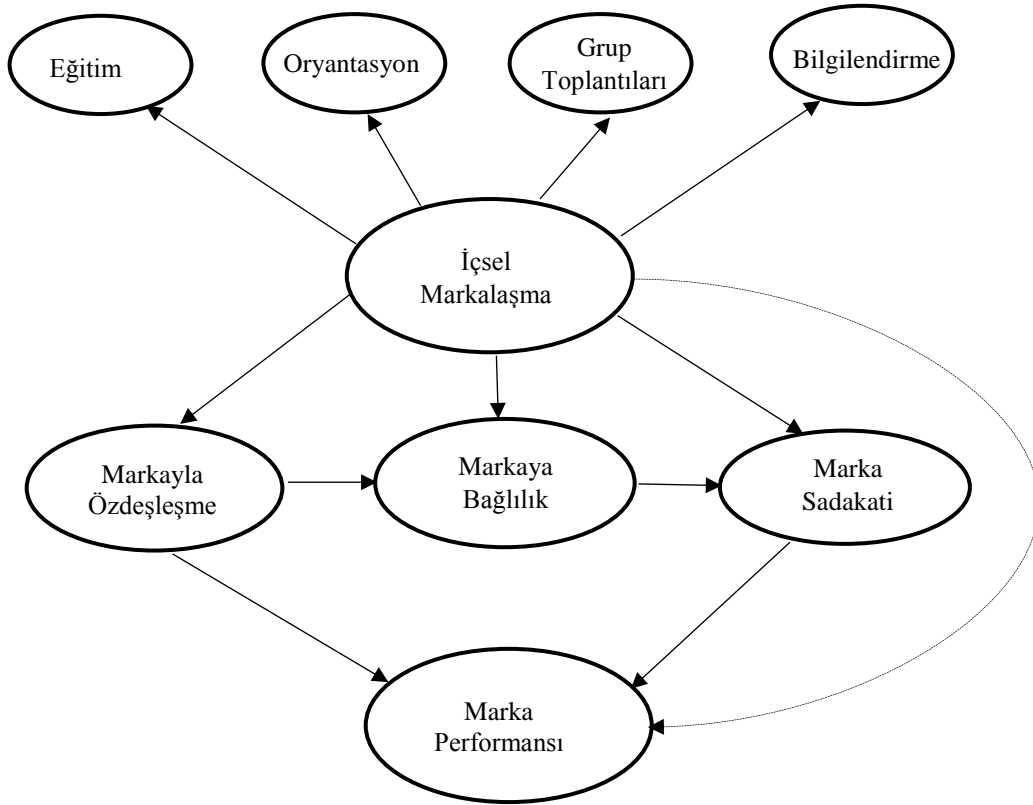 Eğitim
Oryantasyon
Grup
Toplantıları
Bilgilendirme
İçsel
Markalaşma
Markayla
Özdeşleşme
Markaya
Bağlılık
Marka
Sadakati
Marka
Performansı